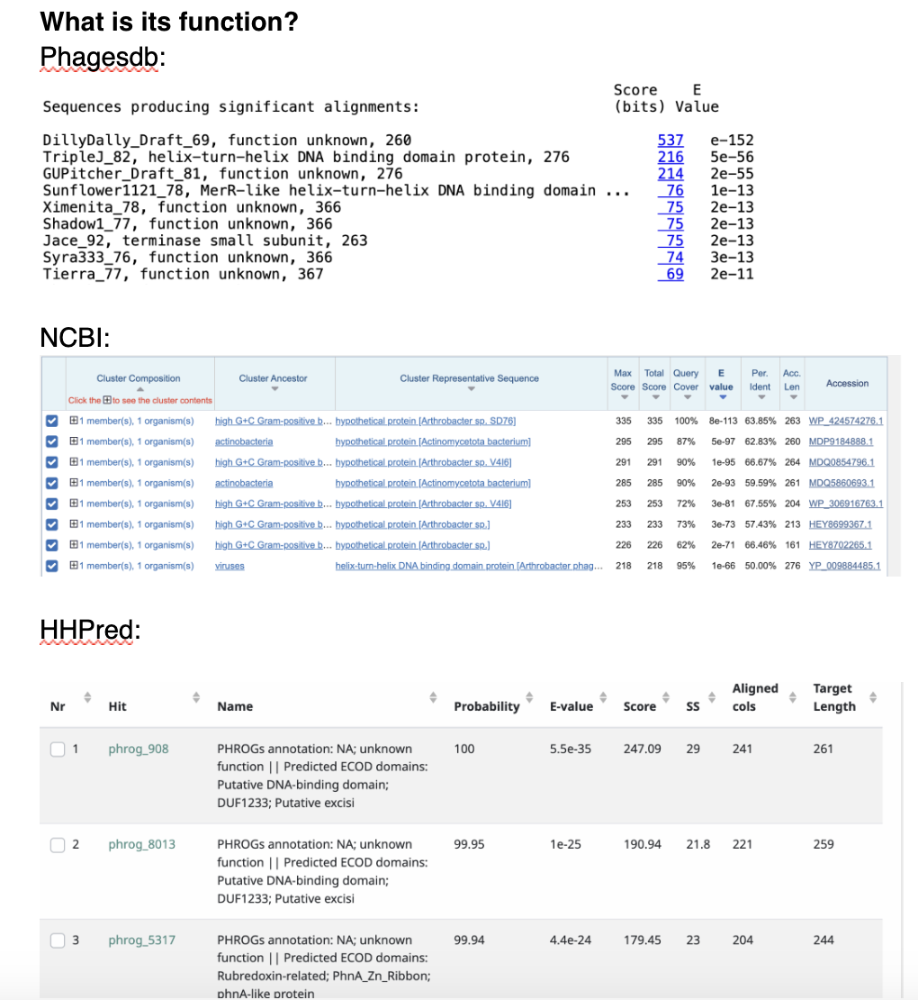 What is its function?
Phagesdb:
Score E
Sequences producing significant alignments: (bits) Value
DillyDally_Draft_69, function unknown, 260 537 e-152
TripleJ_82, helix-turn-helix DNA binding domain protein, 276 216 5e-56
GUPitcher_Draft_81, function unknown, 276 214 2e-55
Sunflower1121_78, MerR-like helix-turn-helix DNA binding domain ... 76 1e-13
Ximenita_78, function unknown, 366 75 2e-13
Shadow1_77, function unknown, 366 75 2e-13
Jace_92, terminase small subunit, 263 75 2e-13
Syra333_76, function unknown, 366 74 3e-13
Tierra_77, function unknown, 367 69 2e-11
NCBI:
Cluster Composition Cluster Ancestor Cluster Representative Sequence Max Score Total Score Query Cover E value Per. Ident Acc. Len Accession
Click the ⊞ to see the cluster contents
1 member(s), 1 organism(s) high G+C Gram-positive b... hypothetical protein [Arthrobacter sp. SD76] 335 335 100% 8e-113 63.85% 263 WP_424574276.1
1 member(s), 1 organism(s) actinobacteria hypothetical protein [Actinomycetota bacterium] 295 295 87% 5e-97 62.83% 260 MDP9184888.1
1 member(s), 1 organism(s) high G+C Gram-positive b... hypothetical protein [Arthrobacter sp. V4I6] 291 291 90% 1e-95 66.67% 264 MDQ0854796.1
1 member(s), 1 organism(s) actinobacteria hypothetical protein [Actinomycetota bacterium] 285 285 90% 2e-93 59.59% 261 MDQ5860693.1
1 member(s), 1 organism(s) high G+C Gram-positive b... hypothetical protein [Arthrobacter sp. V4I6] 253 253 72% 3e-81 67.55% 204 WP_306916763.1
1 member(s), 1 organism(s) high G+C Gram-positive b... hypothetical protein [Arthrobacter sp.] 233 233 73% 3e-73 57.43% 213 HEY8699367.1
1 member(s), 1 organism(s) high G+C Gram-positive b... hypothetical protein [Arthrobacter sp.] 226 226 62% 2e-71 66.46% 161 HEY8702265.1
1 member(s), 1 organism(s) viruses helix-turn-helix DNA binding domain protein [Arthrobacter phag... 218 218 95% 1e-66 50.00% 276 YP_009884485.1
HHPred:
Nr Hit Name Probability E-value Score SS Aligned cols Target Length
1 phrog_908 PHROGs annotation: NA; unknown 100 5.5e-35 247.09 29 241 261
function || Predicted ECOD domains:
Putative DNA-binding domain;
DUF1233; Putative excisi
2 phrog_8013 PHROGs annotation: NA; unknown 99.95 1e-25 190.94 21.8 221 259
function || Predicted ECOD domains:
Putative DNA-binding domain;
DUF1233; Putative excisi
3 phrog_5317 PHROGs annotation: NA; unknown 99.94 4.4e-24 179.45 23 204 244
function || Predicted ECOD domains:
Rubredoxin-related; PhnA_Zn_Ribbon;
phnA-like protein